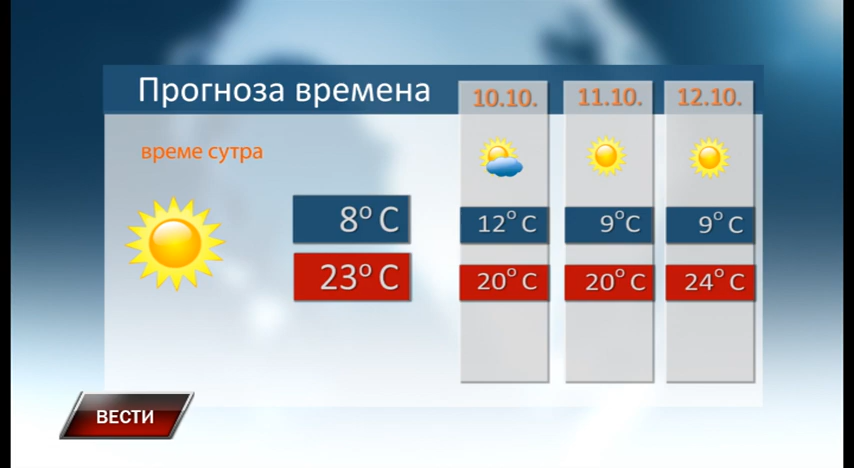 Прогноза времена
време сутра
8° C
23° C
10.10.
12° C
20° C
11.10.
9°C
20° C
12.10.
9° C
24° C
ВЕСТИ